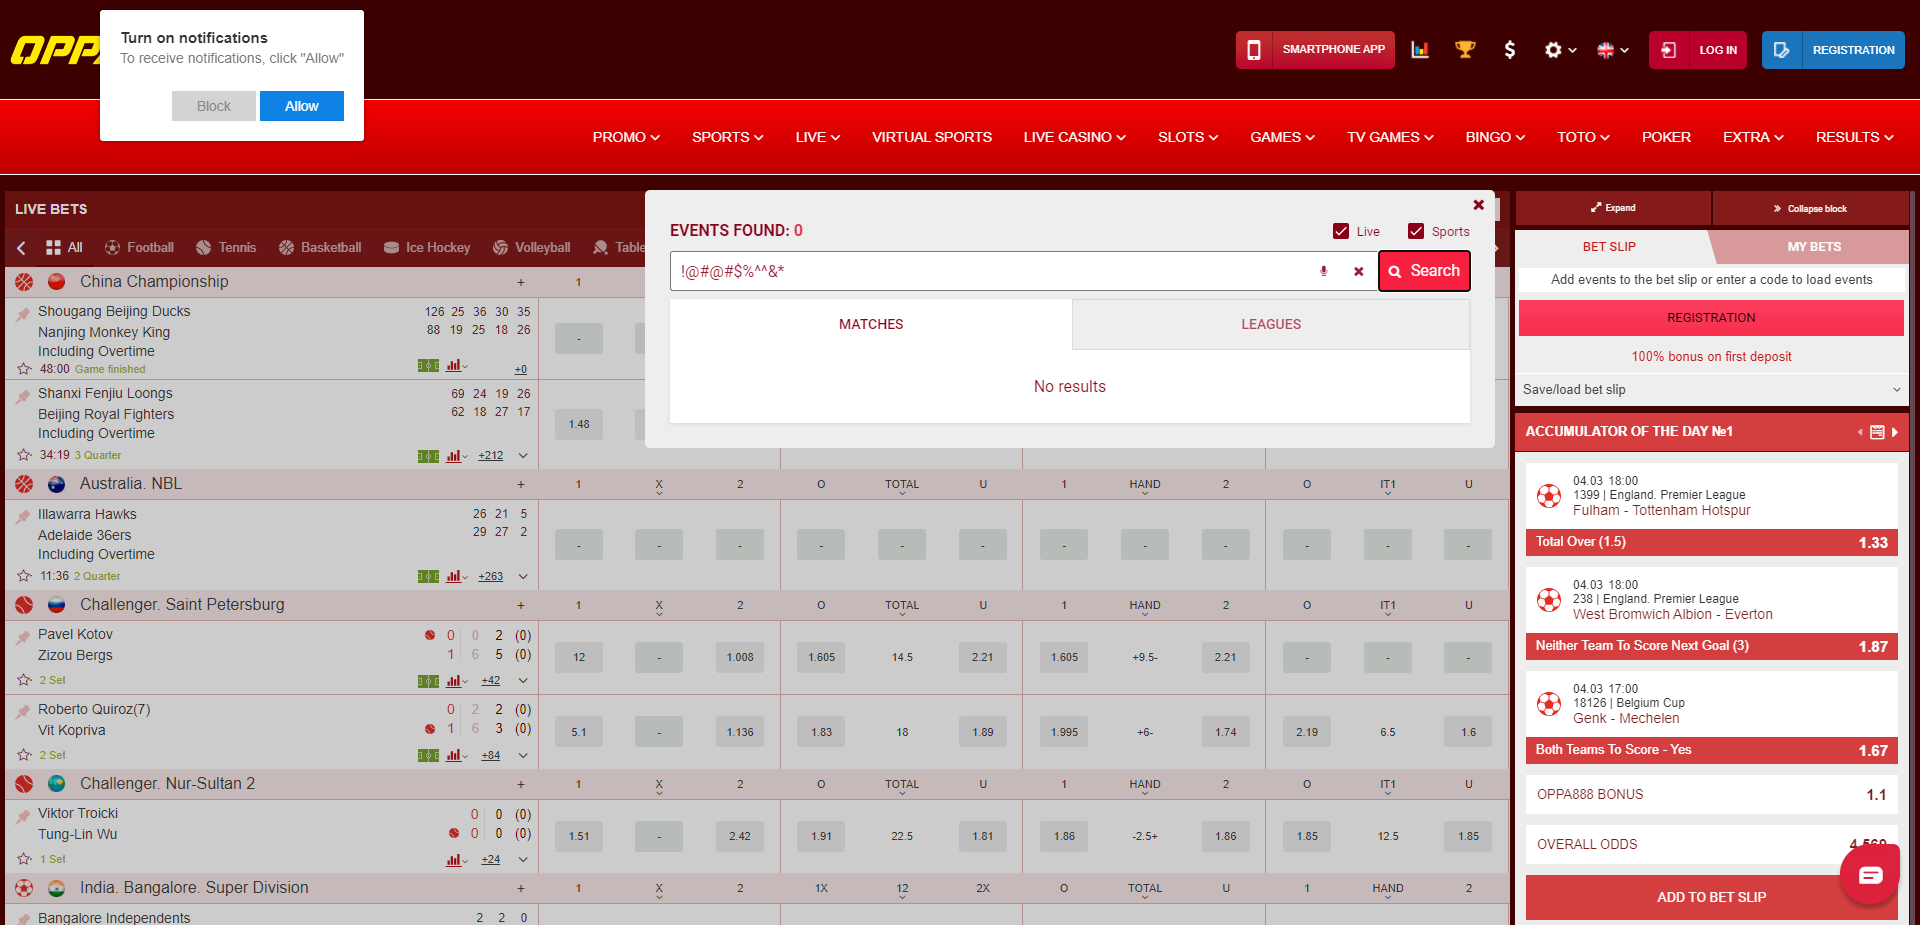 OPPA
Turn on notifications
To receive notifications, click "Allow"
Block
Allow
SMARTPHONE APP
$
LOG IN
REGISTRATION
PROMO
SPORTS
LIVE
VIRTUAL SPORTS
LIVE CASINO
SLOTS
GAMES
TV GAMES
BINGO
TOTO
POKER
EXTRA
RESULTS
LIVE BETS
All
Football
Tennis
Basketball
Ice Hockey
Volleyball
Table
EVENTS FOUND: 0
Live
Sports
!@#@#$%^^&*
Search
MATCHES
LEAGUES
No results
China Championship + 1
Shougang Beijing Ducks 126 25 36 30 35
Nanjing Monkey King 88 19 25 18 26
Including Overtime
-
48:00 Game finished +0
Shanxi Fenjiu Loongs 69 24 19 26
Beijing Royal Fighters 62 18 27 17
Including Overtime
1.48
34:19 3 Quarter +212
Australia. NBL + 1 X 2 O TOTAL U 1 HAND 2 O IT1 U
Illawarra Hawks 26 21 5
Adelaide 36ers 29 27 2
Including Overtime
- - - - - - - - - - - -
11:36 2 Quarter +263
Challenger. Saint Petersburg + 1 X 2 O TOTAL U 1 HAND 2 O IT1 U
Pavel Kotov 0 0 2 (0)
Zizou Bergs 1 6 5 (0)
12 - 1.008 1.605 14.5 2.21 1.605 +9.5- 2.21 - - -
2 Set +42
Roberto Quiroz(7) 0 2 2 (0)
Vit Kopriva 1 6 3 (0)
5.1 - 1.136 1.83 18 1.89 1.995 +6- 1.74 2.19 6.5 1.6
2 Set +84
Challenger. Nur-Sultan 2 + 1 X 2 O TOTAL U 1 HAND 2 O IT1 U
Viktor Troicki 0 0 (0)
Tung-Lin Wu 0 0 (0)
1.51 - 2.42 1.91 22.5 1.81 1.86 -2.5+ 1.86 1.85 12.5 1.85
1 Set +24
India. Bangalore. Super Division + 1 X 2 1X 12 2X O TOTAL U 1 HAND 2
Bangalore Independents 2 2 0
Expand
Collapse block
BET SLIP
MY BETS
Add events to the bet slip or enter a code to load events
REGISTRATION
100% bonus on first deposit
Save/load bet slip
ACCUMULATOR OF THE DAY №1
04.03 18:00
1399 | England. Premier League
Fulham - Tottenham Hotspur
Total Over (1.5) 1.33
04.03 18:00
238 | England. Premier League
West Bromwich Albion - Everton
Neither Team To Score Next Goal (3) 1.87
04.03 17:00
18126 | Belgium Cup
Genk - Mechelen
Both Teams To Score - Yes 1.67
OPPA888 BONUS 1.1
OVERALL ODDS
ADD TO BET SLIP